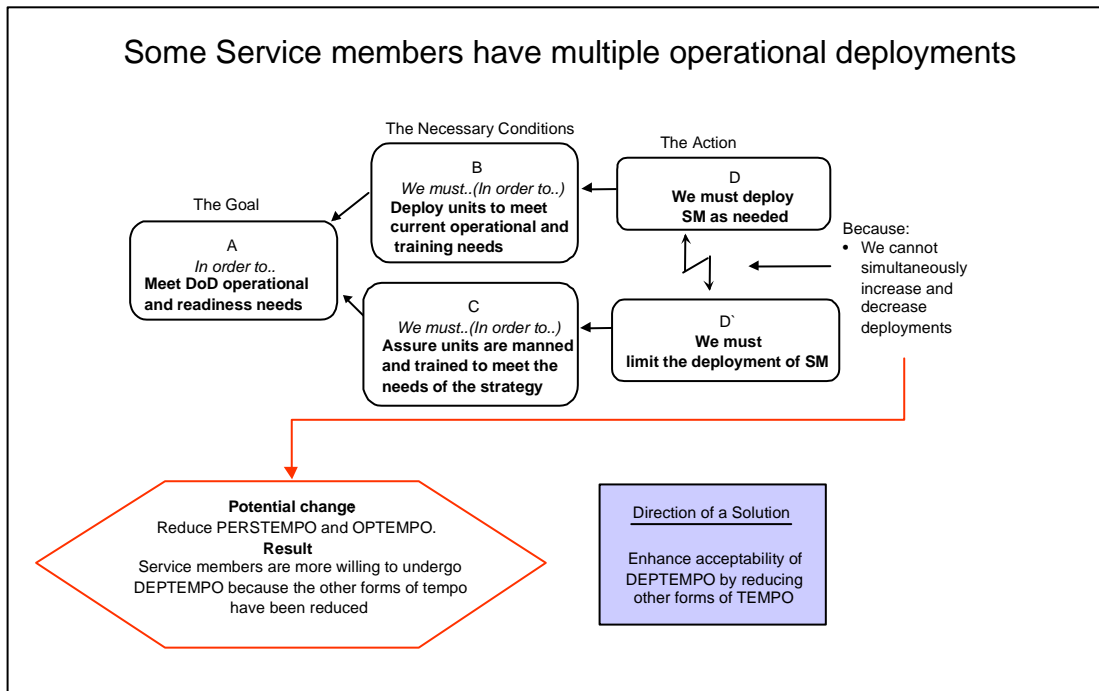 Some Service members have multiple operational deployments
The Necessary Conditions
The Action
The Goal
B
We must..(In order to..)
Deploy units to meet
current operational and
training needs
D
We must deploy
SM as needed
A
In order to..
Meet DoD operational
and readiness needs
Because:
• We cannot
simultaneously
increase and
decrease
deployments
C
We must..(In order to..)
Assure units are manned
and trained to meet the
needs of the strategy
D`
We must
limit the deployment of SM
Potential change
Reduce PERSTEMPO and OPTEMPO.
Result
Service members are more willing to undergo
DEPTEMPO because the other forms of tempo
have been reduced
Direction of a Solution
Enhance acceptability of
DEPTEMPO by reducing
other forms of TEMPO